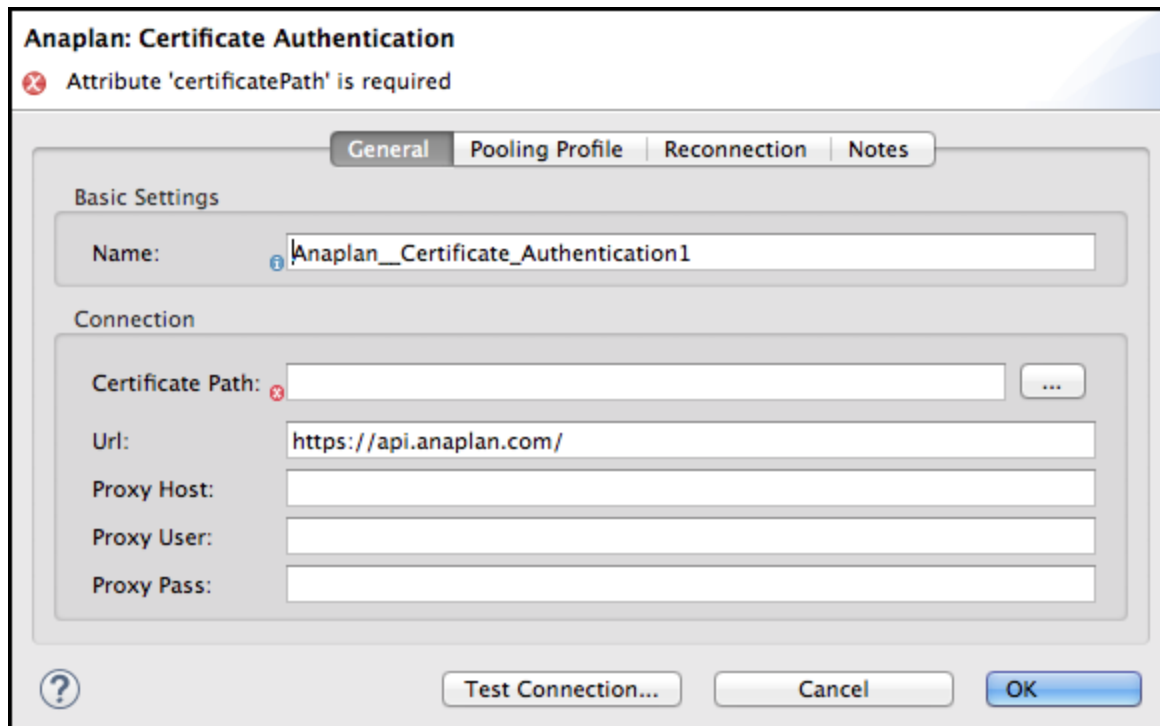 Anaplan: Certificate Authentication
Attribute 'certificatePath' is required
General Pooling Profile Reconnection Notes
Basic Settings
Name: Anaplan__Certificate_Authentication1
Connection
Certificate Path: ...
Url: https://api.anaplan.com/
Proxy Host:
Proxy User:
Proxy Pass:
? Test Connection... Cancel OK